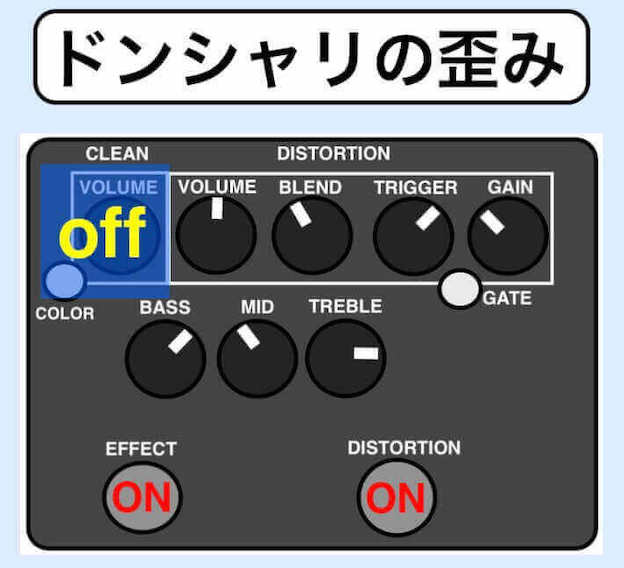 ドンシャリの歪み
CLEAN DISTORTION
VOLUME VOLUME BLEND TRIGGER GAIN
off
COLOR GATE
BASS MID TREBLE
EFFECT DISTORTION
ON ON